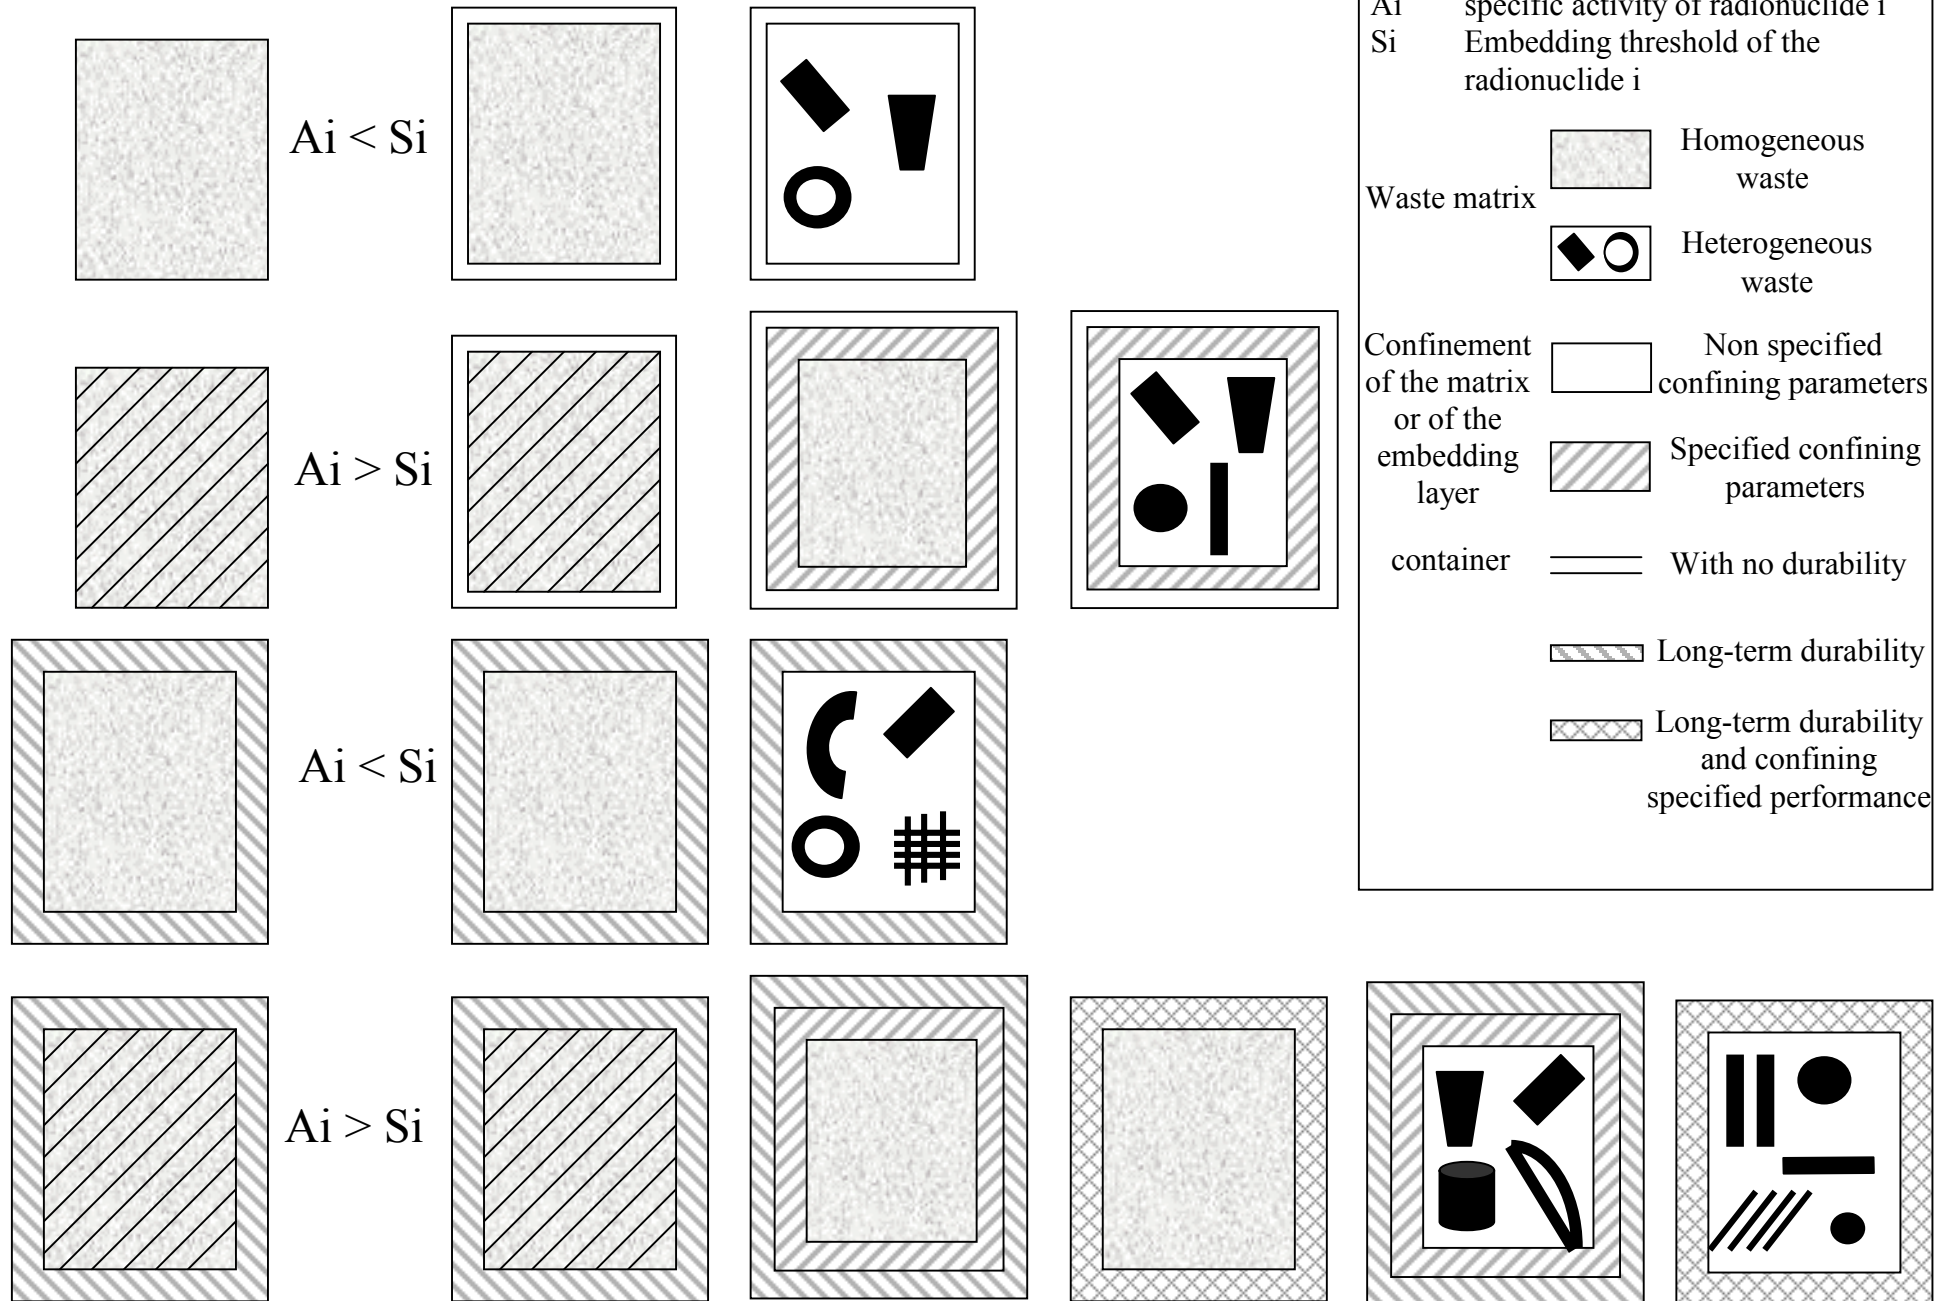 Ai specific activity of radionuclide i
Si Embedding threshold of the
radionuclide i
Waste matrix
Homogeneous
waste
Heterogeneous
waste
Confinement
of the matrix
or of the
embedding
layer
Non specified
confining parameters
Specified confining
parameters
container
With no durability
Long-term durability
Long-term durability
and confining
specified performance
Ai < Si
Ai > Si
Ai < Si
Ai > Si